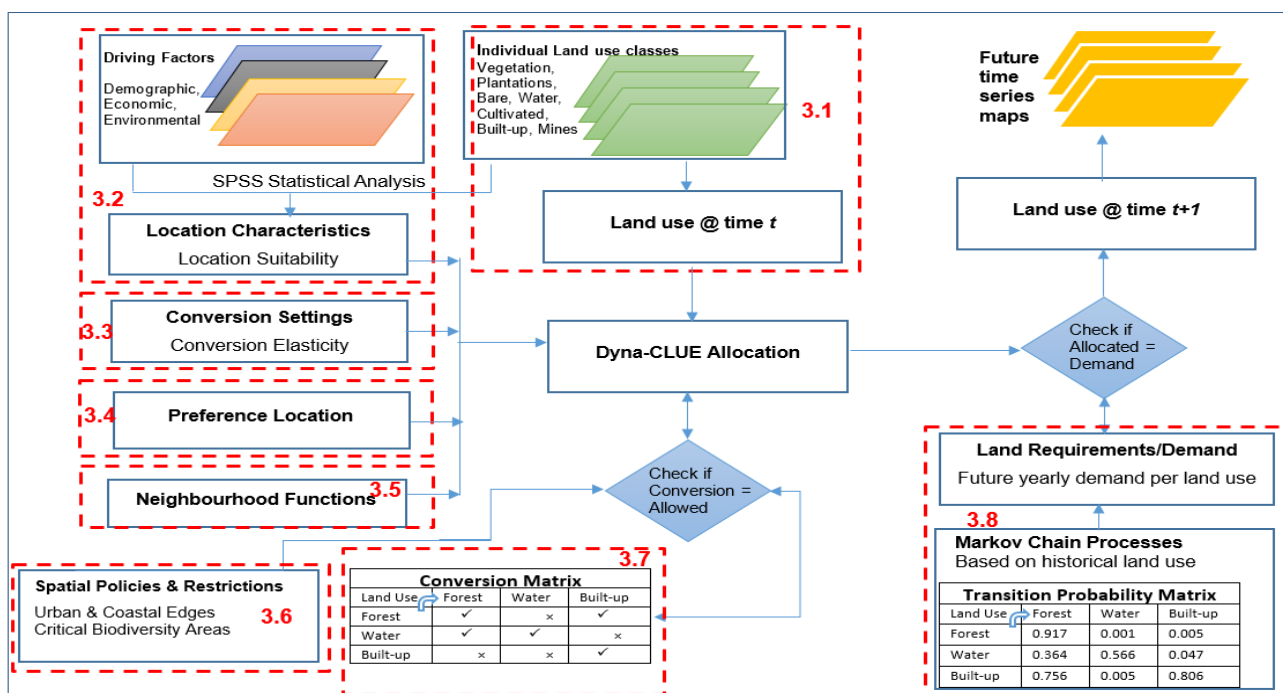 Driving Factors
Demographic,
Economic,
Environmental
Individual Land use classes
Vegetation,
Plantations,
Bare, Water,
Cultivated,
Built-up, Mines
3.1
Future
time
series
maps
SPSS Statistical Analysis
3.2
Location Characteristics
Location Suitability
Land use @ time t
Land use @ time t+1
3.3
Conversion Settings
Conversion Elasticity
Dyna-CLUE Allocation
Check if
Allocated =
Demand
3.4
Preference Location
Neighbourhood Functions
3.5
Check if
Conversion =
Allowed
Land Requirements/Demand
Future yearly demand per land use
3.8
Markov Chain Processes
Based on historical land use
Transition Probability Matrix
Land Use Forest Water Built-up
Forest 0.917 0.001 0.005
Water 0.364 0.566 0.047
Built-up 0.756 0.005 0.806
Spatial Policies & Restrictions
Urban & Coastal Edges
Critical Biodiversity Areas
3.6
3.7
Conversion Matrix
Land Use Forest Water Built-up
Forest ✓ × ✓
Water ✓ ✓ ×
Built-up × × ✓